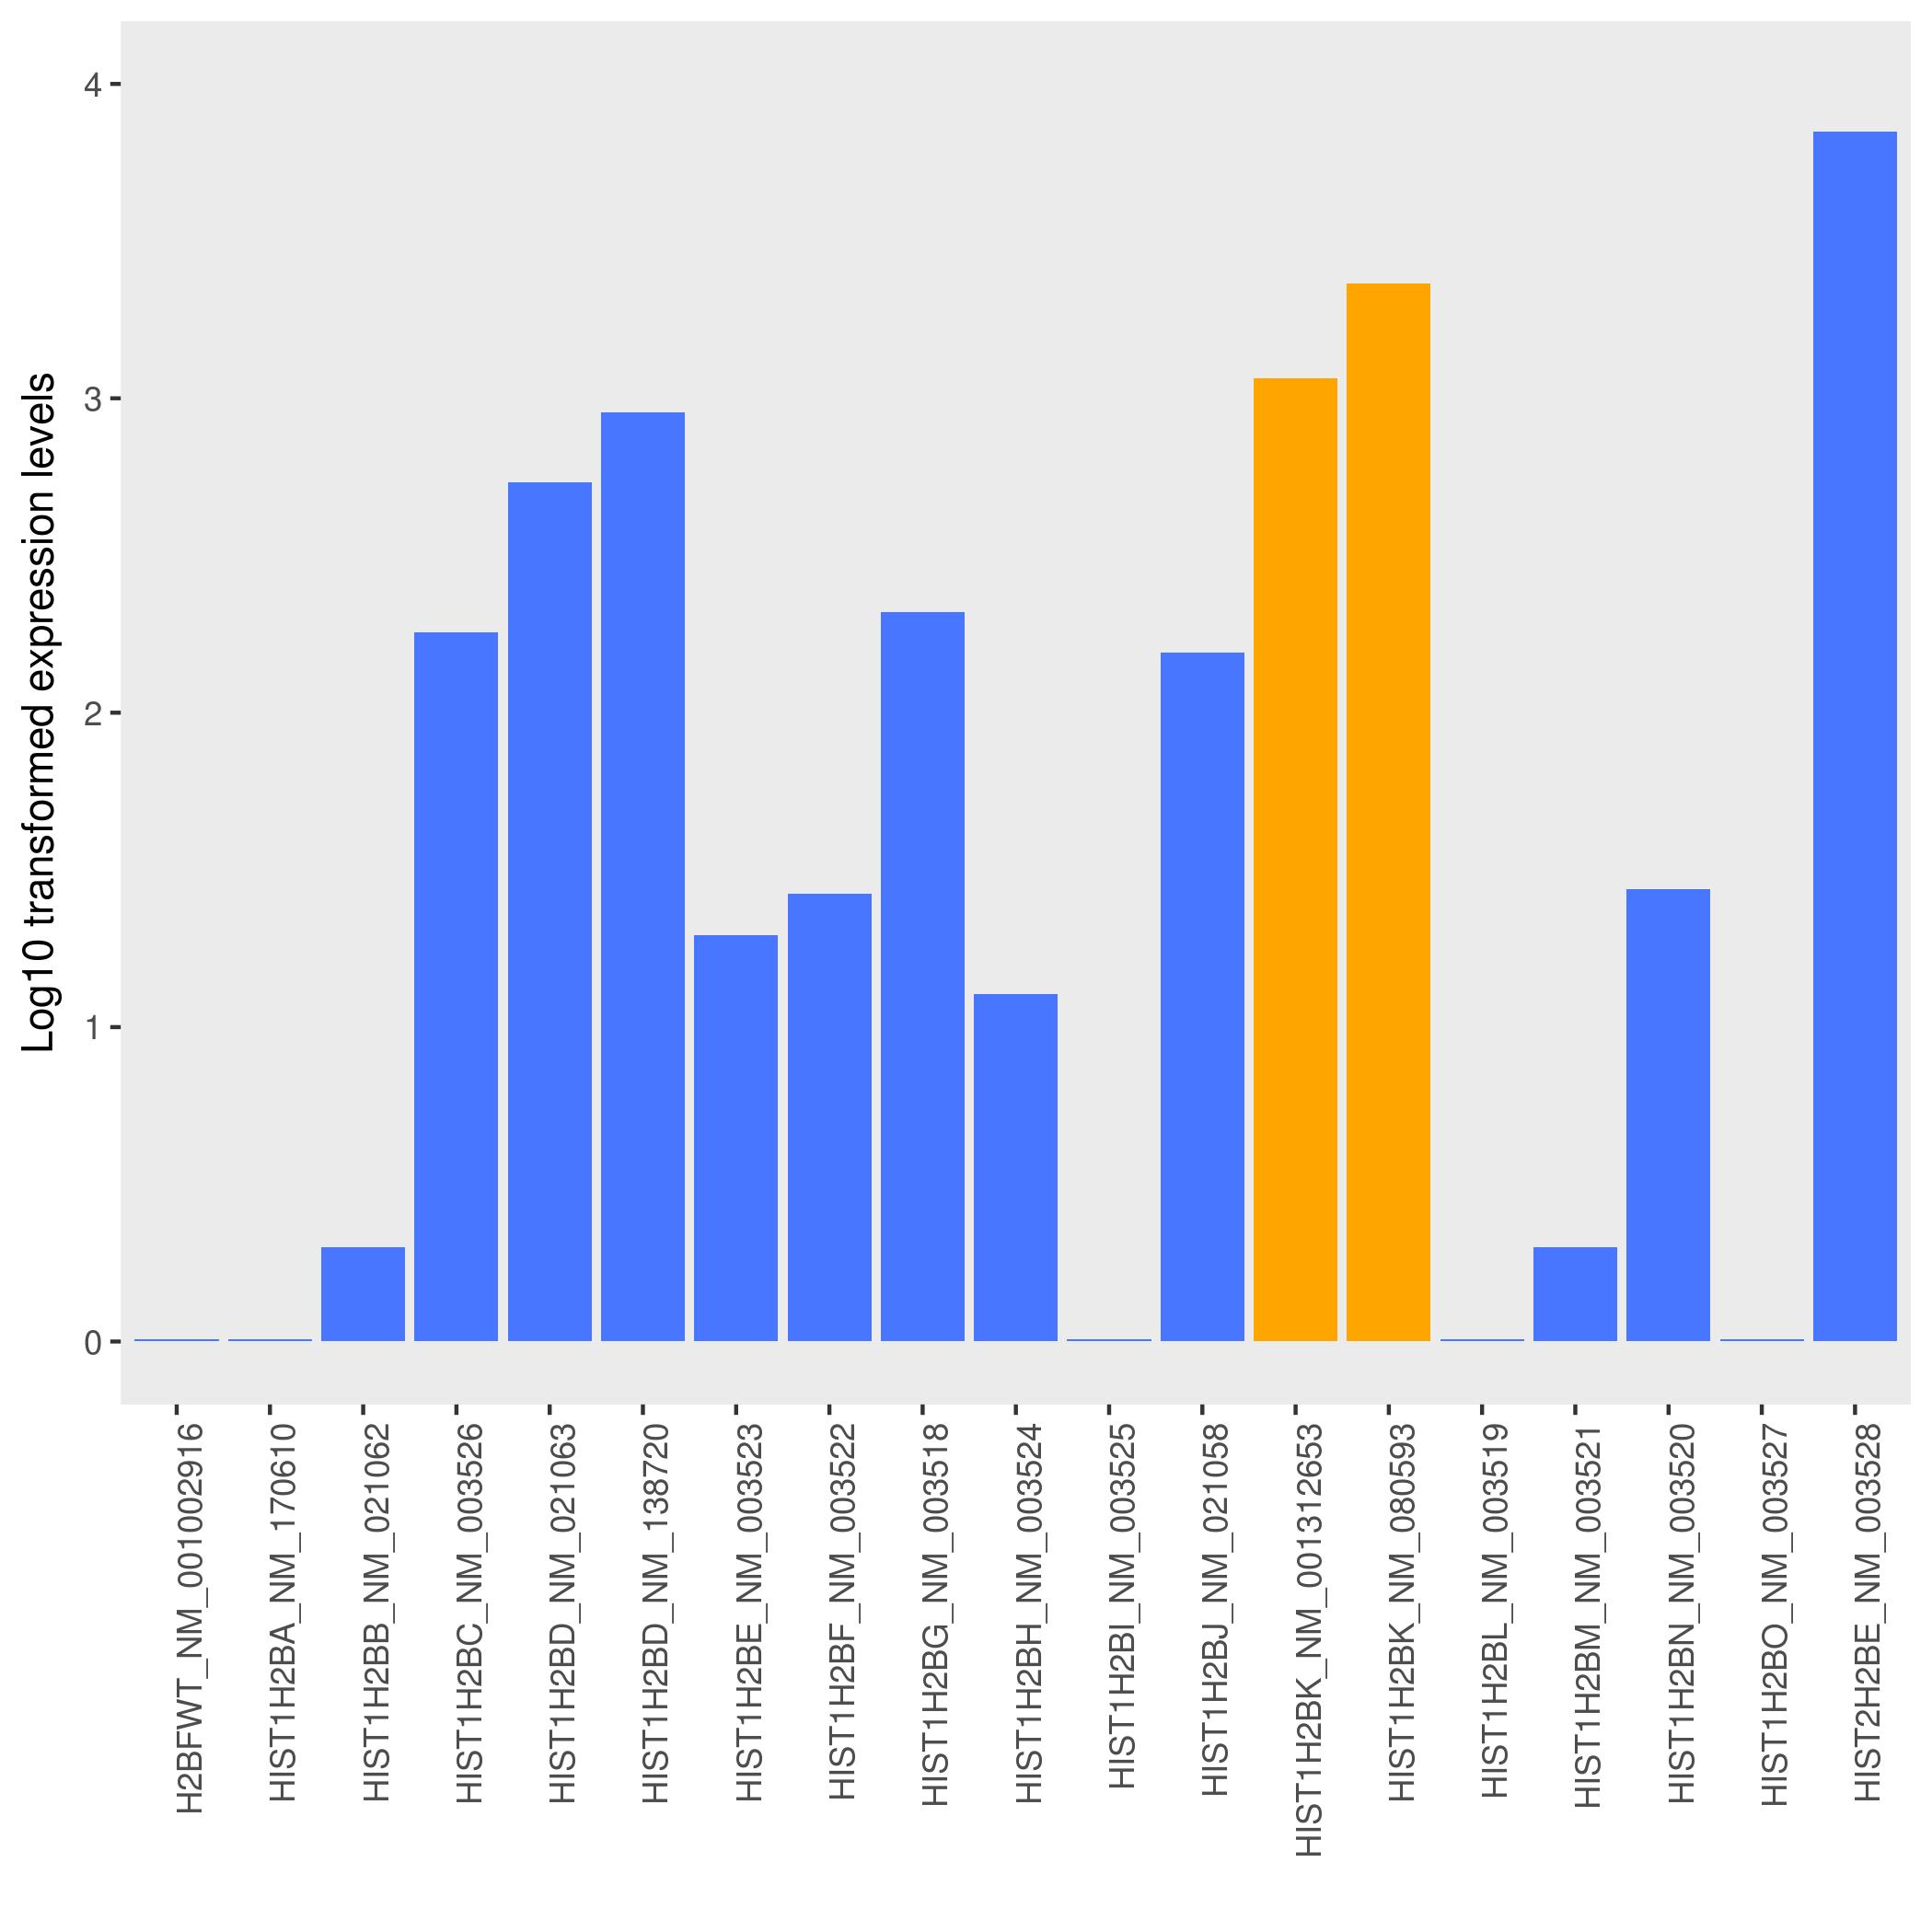 Log10 transformed expression levels
4
3
2
1
0
H2BFWT_NM_001002916
HIST1H2BA_NM_170610
HIST1H2BB_NM_021062
HIST1H2BC_NM_003526
HIST1H2BD_NM_021063
HIST1H2BD_NM_138720
HIST1H2BE_NM_003523
HIST1H2BF_NM_003522
HIST1H2BG_NM_003518
HIST1H2BH_NM_003524
HIST1H2BI_NM_003525
HIST1H2BJ_NM_021058
HIST1H2BK_NM_001312653
HIST1H2BK_NM_080593
HIST1H2BL_NM_003519
HIST1H2BM_NM_003521
HIST1H2BN_NM_003520
HIST1H2BO_NM_003527
HIST2H2BE_NM_003528